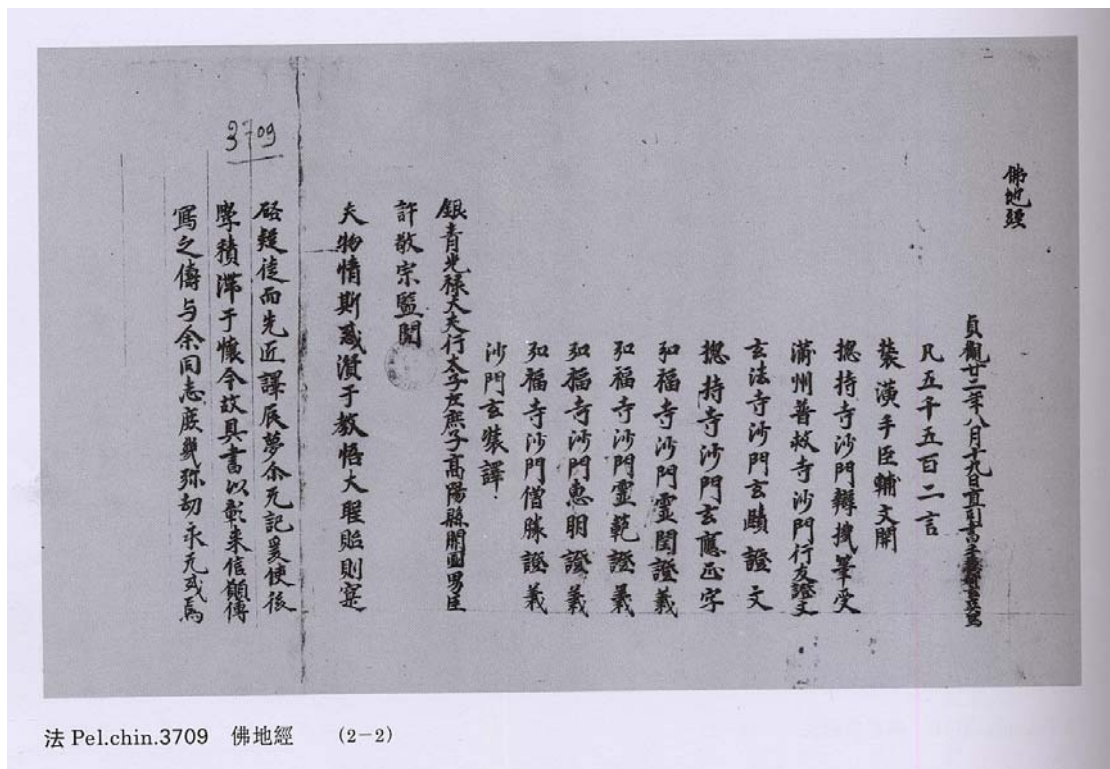 佛地經
貞觀廿二年八月十九日直司書手臣寫
凡五千五百二言
裝潢手臣輔文開
揔持寺沙門辯機筆受
蒲州普救寺沙門行友證文
玄法寺沙門玄賾證文
揔持寺沙門玄應正字
弘福寺沙門靈閏證義
弘福寺沙門靈範證義
弘福寺沙門惠明證義
弘福寺沙門僧勝證義
沙門玄奘譯
銀青光祿大夫行太子左庶子高陽縣開國男臣
許敬宗監閱
夫物情斯惑資于教悟大聖貽則寔
啓疑徒而先匠譯辰夢尒无記爰使後
學積滯于懷今故具書以彰來信願傳
寫之儔与余同志庶幾弥劫永无或焉
3709
法 Pel.chin.3709 佛地經 (2-2)